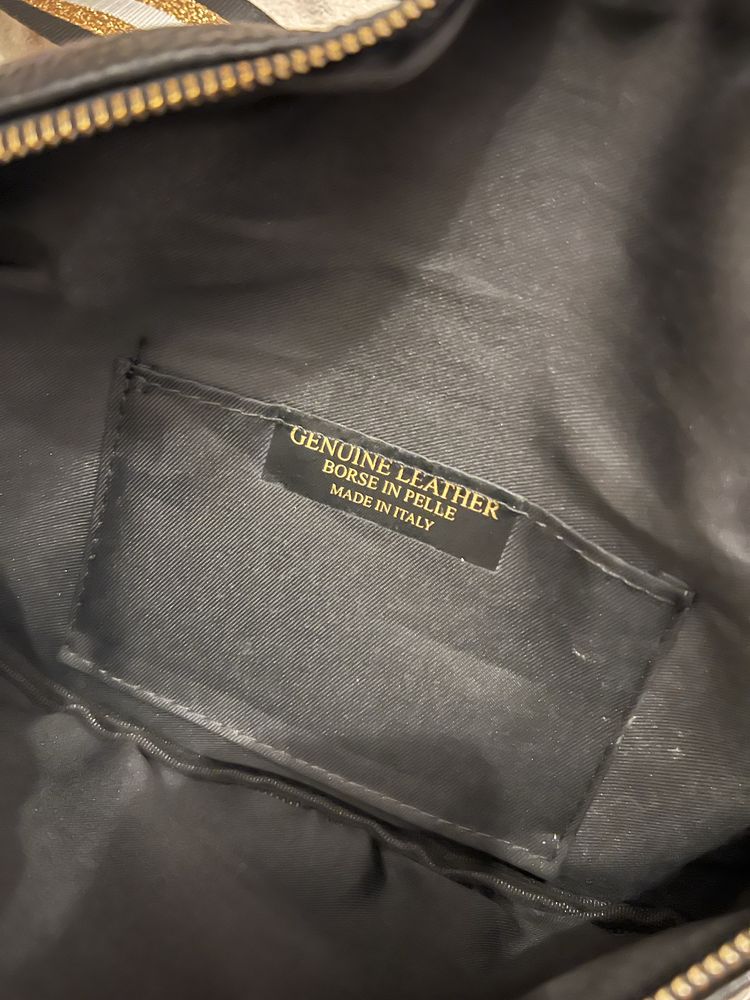 GENUINE LEATHER
BORSE IN PELLE
MADE IN ITALY